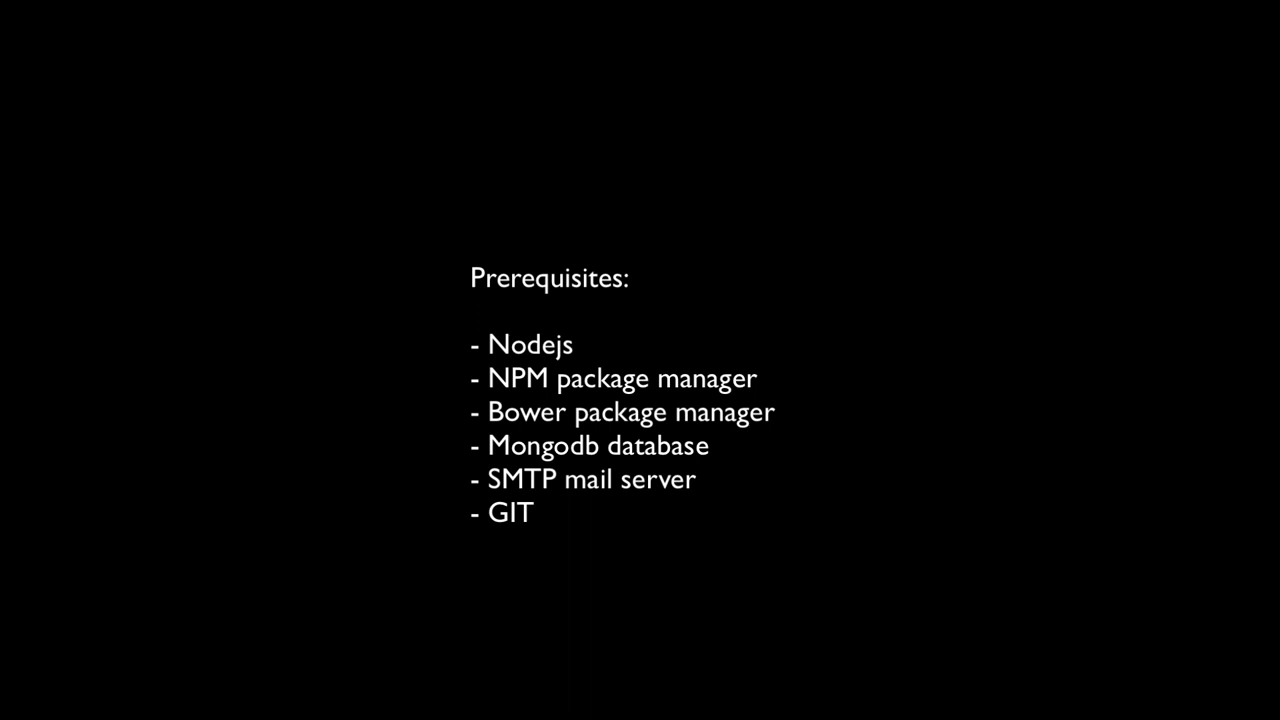 Prerequisites:
- Nodejs
- NPM package manager
- Bower package manager
- Mongodb database
- SMTP mail server
- GIT